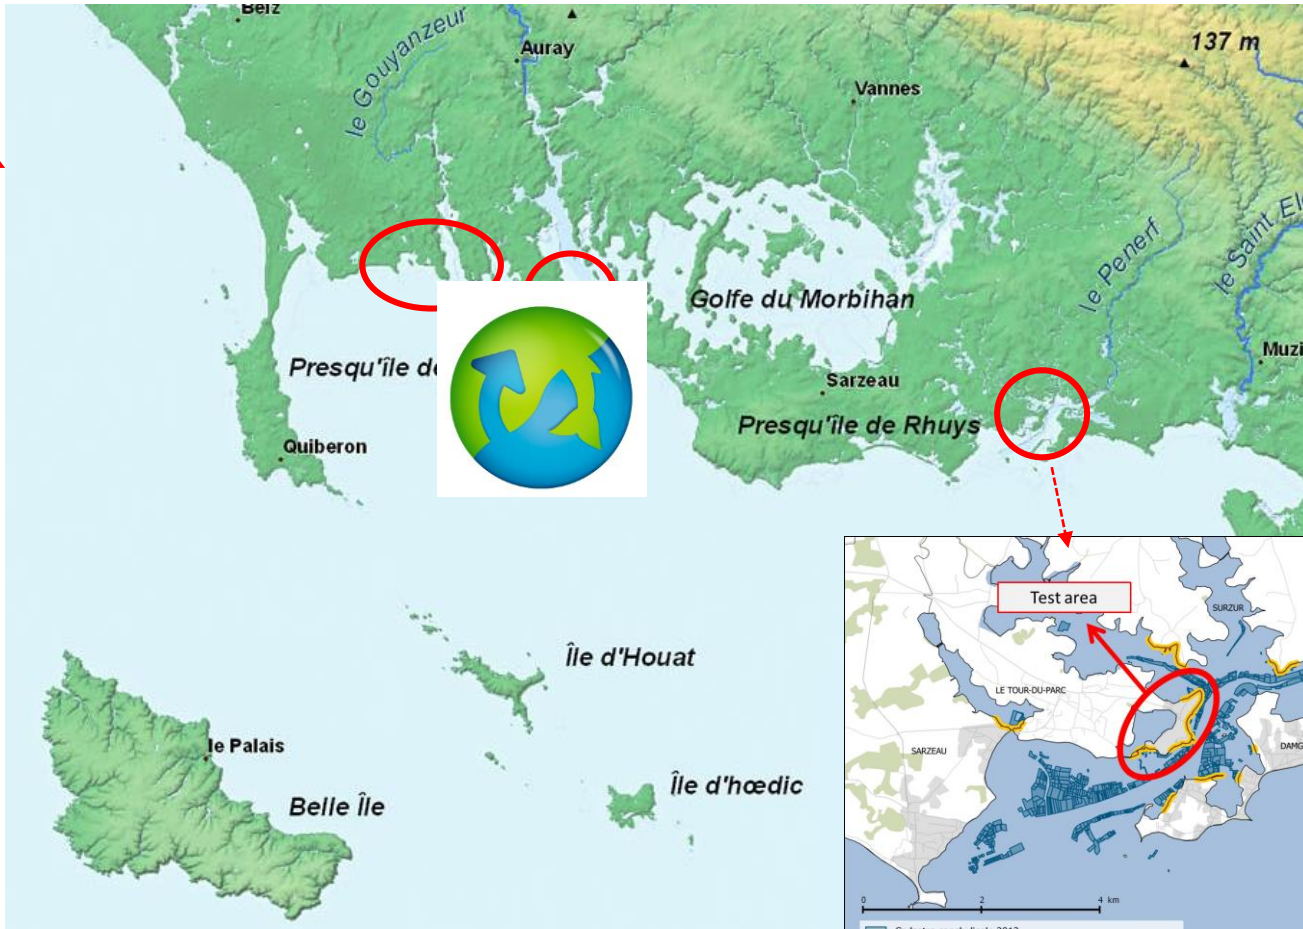 Belz
le Gouyanzeur
Auray
137 m
Vannes
le Penerf
le Saint El
Golfe du Morbihan
Presqu'île de
Muzi
Sarzeau
Presqu'île de Rhuys
Quiberon
Île d'Houat
le Palais
Île d'hœdic
Belle Île
Test area
SURZUR
LE TOUR-DU-PARC
SARZEAU
DAMG
0 2 4 km